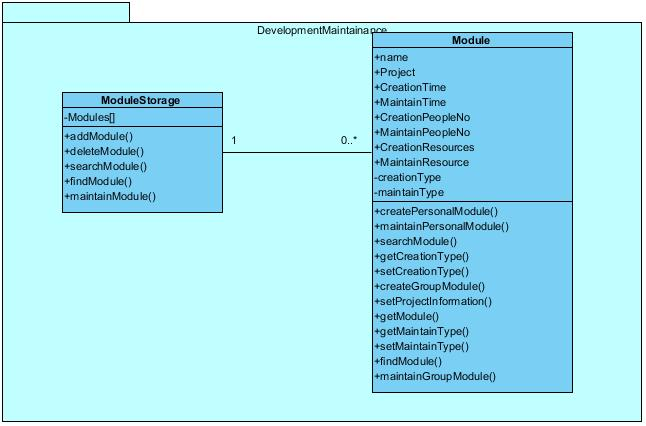 DevelopmentMaintainance
ModuleStorage
-Modules[]
+addModule()
+deleteModule()
+searchModule()
+findModule()
+maintainModule()
1
0..*
Module
+name
+Project
+CreationTime
+MaintainTime
+CreationPeopleNo
+MaintainPeopleNo
+CreationResources
+MaintainResource
-creationType
-maintainType
+createPersonalModule()
+maintainPersonalModule()
+searchModule()
+getCreationType()
+setCreationType()
+createGroupModule()
+setProjectInformation()
+getModule()
+getMaintainType()
+setMaintainType()
+findModule()
+maintainGroupModule()